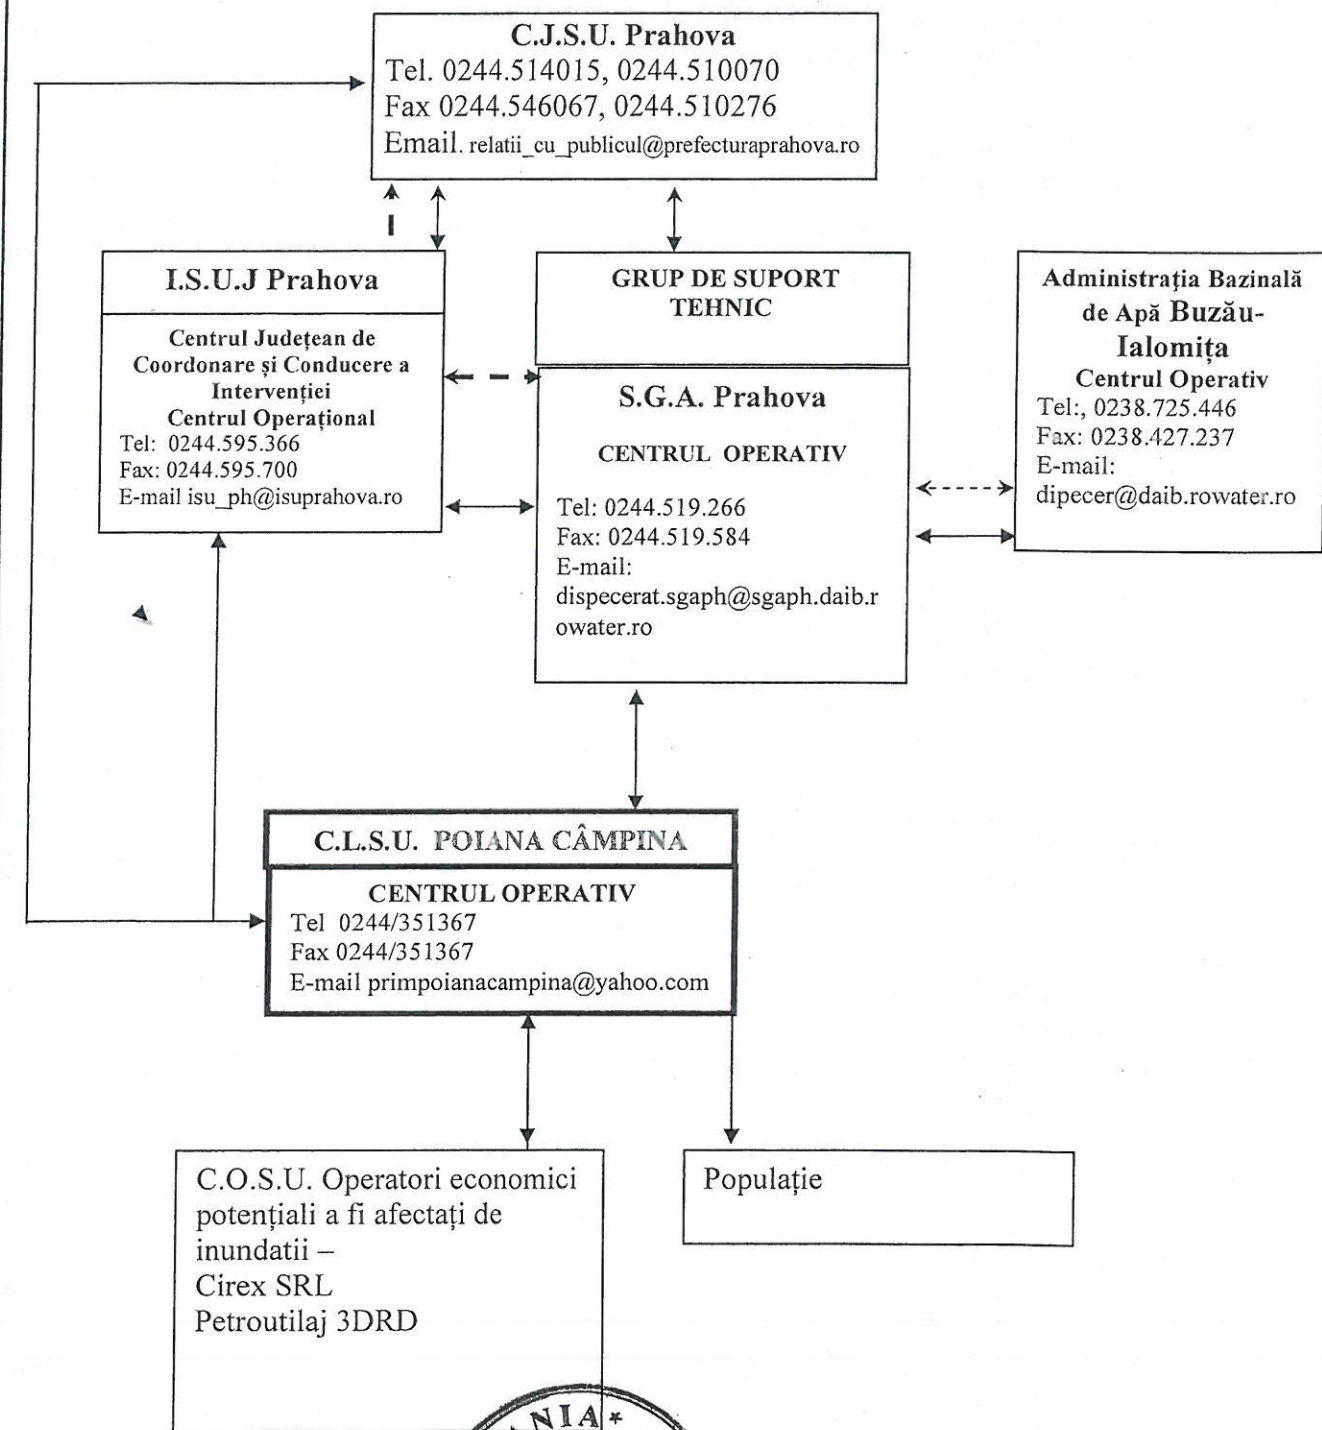 C.J.S.U. Prahova
Tel. 0244.514015, 0244.510070
Fax 0244.546067, 0244.510276
Email. relatii_cu_publicul@prefecturaprahova.ro
I.S.U.J Prahova
Centrul Județean de
Coordonare și Conducere a
Intervenției
Centrul Operațional
Tel: 0244.595.366
Fax: 0244.595.700
E-mail isu_ph@isuprahova.ro
GRUP DE SUPORT
TEHNIC
S.G.A. Prahova
CENTRUL OPERATIV
Tel: 0244.519.266
Fax: 0244.519.584
E-mail:
dispecerat.sgaph@sgaph.daib.r
owater.ro
Administraţia Bazinală
de Apă Buzău-
Ialomița
Centrul Operativ
Tel:, 0238.725.446
Fax: 0238.427.237
E-mail:
dipecer@daib.rowater.ro
C.L.S.U. POIANA CÂMPINA
CENTRUL OPERATIV
Tel 0244/351367
Fax 0244/351367
E-mail primpoianacampina@yahoo.com
C.O.S.U. Operatori economici
potențiali a fi afectați de
inundatii –
Cirex SRL
Petroutilaj 3DRD
Populație